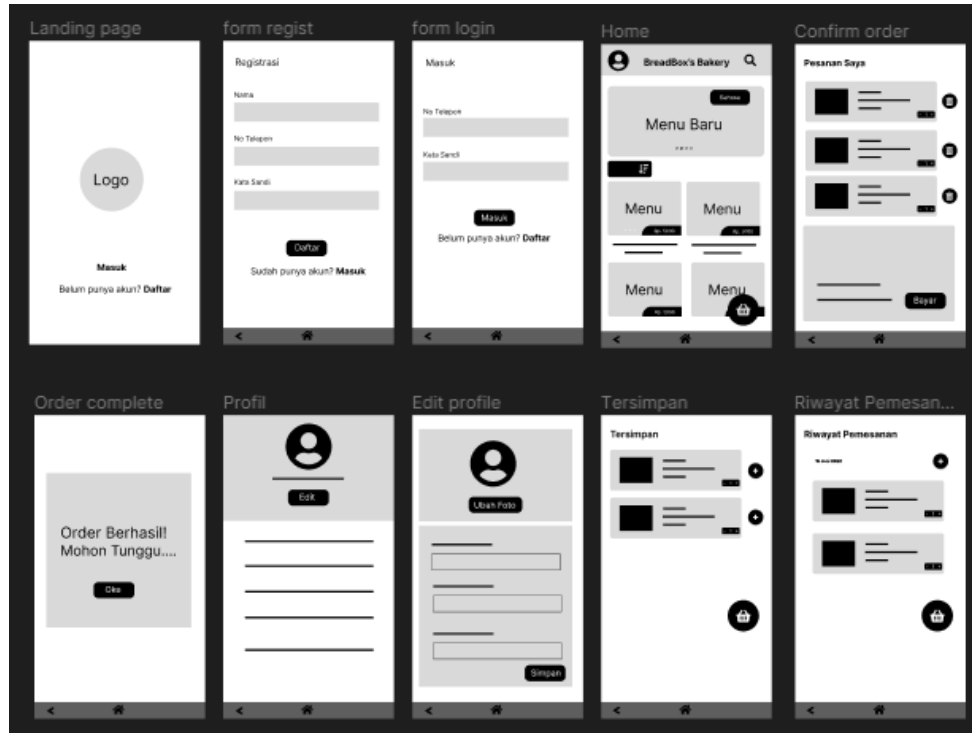 Landing page
form regist
form login
Home
Confirm order
Logo
Masuk
Belum punya akun? Daftar
Registrasi
Nama
No Telepon
Kata Sandi
Daftar
Sudah punya akun? Masuk
Masuk
No Telepon
Kata Sandi
Masuk
Belum punya akun? Daftar
BreadBox's Bakery
Menu Baru
Menu
Menu
Menu
Menu
Pesanan Saya
Bayar
Order complete
Profil
Edit profile
Tersimpan
Riwayat Pemesan...
Order Berhasil!
Mohon Tunggu....
Oke
Edit
Ubah Foto
Simpan
Tersimpan
Riwayat Pemesanan